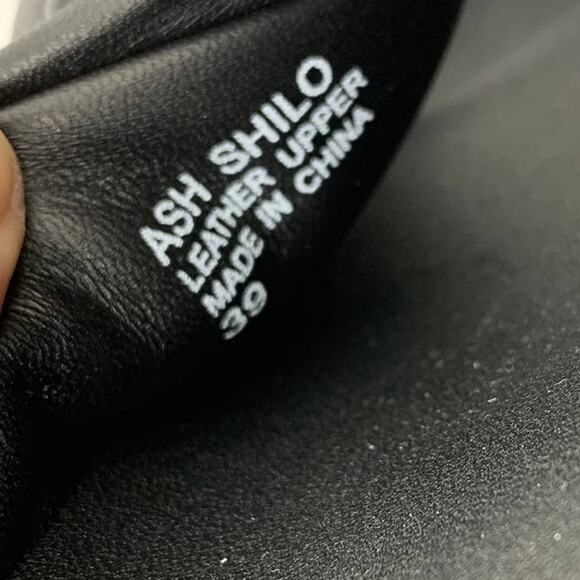 ASH SHILO
LEATHER UPPER
MADE IN CHINA
39